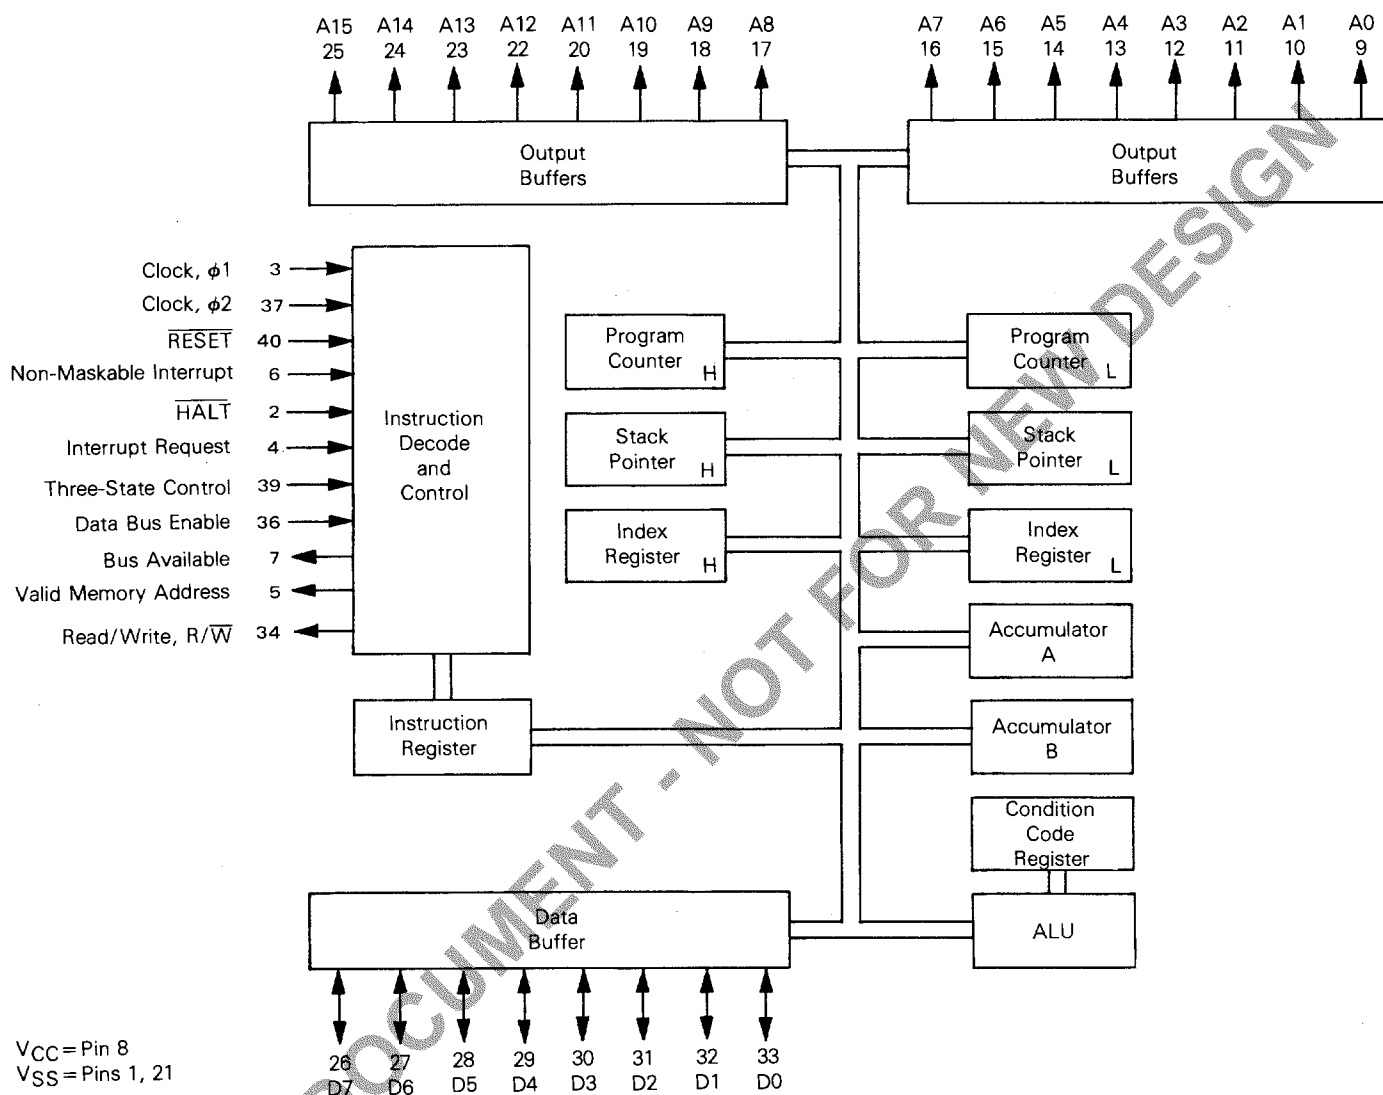 A15 A14 A13 A12 A11 A10 A9 A8 A7 A6 A5 A4 A3 A2 A1 A0
25 24 23 22 20 19 18 17 16 15 14 13 12 11 10 9
Output
Buffers
Output
Buffers
Clock, ϕ1 3
Clock, ϕ2 37
R̅E̅S̅E̅T̅ 40
Non-Maskable Interrupt 6
H̅A̅L̅T̅ 2
Interrupt Request 4
Three-State Control 39
Data Bus Enable 36
Bus Available 7
Valid Memory Address 5
Read/Write, R/W̅ 34
Instruction
Decode
and
Control
Program
Counter H
Program
Counter L
Stack
Pointer H
Stack
Pointer L
Index
Register H
Index
Register L
Accumulator
A
Instruction
Register
Accumulator
B
Condition
Code
Register
Data
Buffer
ALU
26 27 28 29 30 31 32 33
D7 D6 D5 D4 D3 D2 D1 D0
VCC=Pin 8
VSS=Pins 1, 21
DOCUMENT - NOT FOR NEW DESIGN